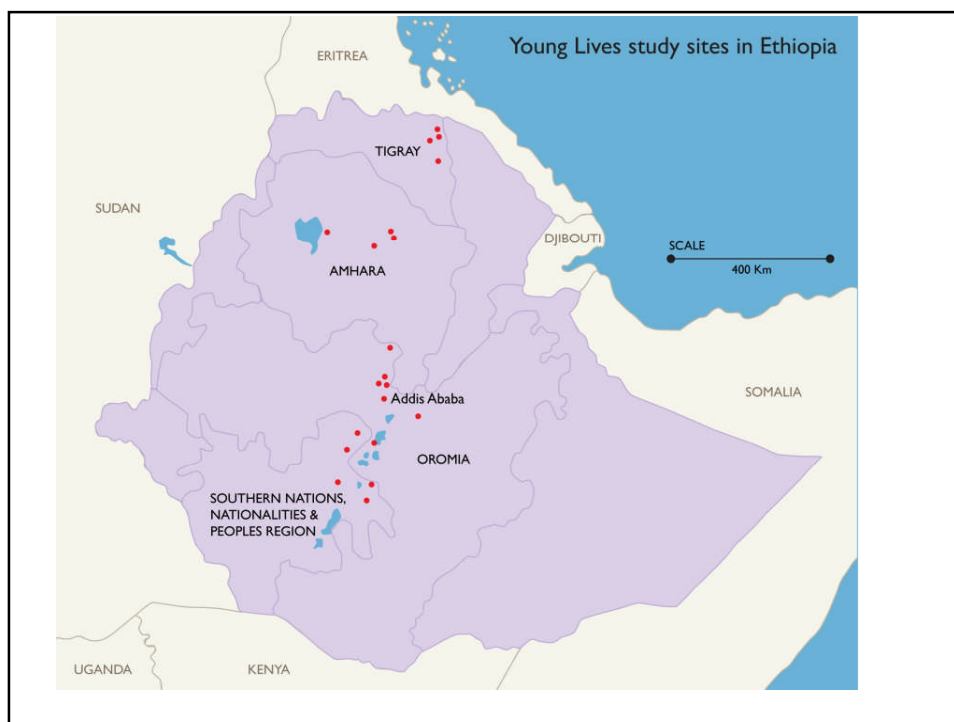 Young Lives study sites in Ethiopia
ERITREA
TIGRAY
SUDAN
DJIBOUTI
SCALE
400 Km
AMHARA
SOMALIA
Addis Ababa
OROMIA
SOUTHERN NATIONS,
NATIONALITIES &
PEOPLES REGION
UGANDA
KENYA